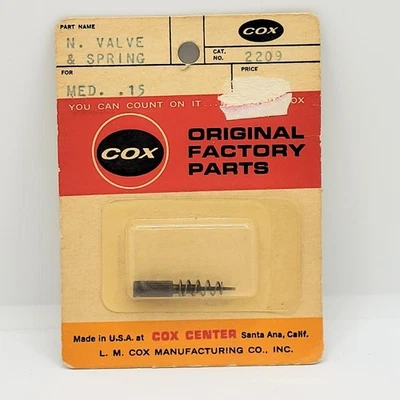 PART NAME
N. VALVE & SPRING
COX
CAT. NO. 2209
FOR
MED. .15
PRICE
YOU CAN COUNT ON IT... OX
COX
ORIGINAL
FACTORY
PARTS
Made in U.S.A. at COX CENTER Santa Ana, Calif.
L. M. COX MANUFACTURING CO., INC.